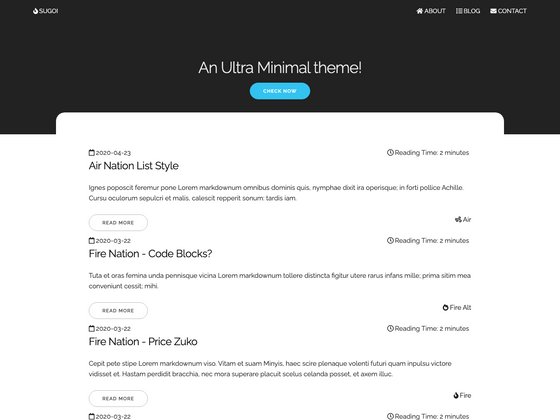 SUGOI
ABOUT BLOG CONTACT
An Ultra Minimal theme!
CHECK NOW
2020-04-23 Reading Time: 2 minutes
Air Nation List Style
Ignes poposcit feremur pone Lorem markdownum omnibus dominis quis, nymphae dixit ira operisque; in forti pollice Achille.
Cursu oculorum sepulcri et malis, calescit repperit sonum: tardis iam.
READ MORE Air
2020-03-22 Reading Time: 2 minutes
Fire Nation - Code Blocks?
Tuta et oras femina unda pennisque vicina Lorem markdownum tollere distincta figitur utere rarus infans mille; prima sitim mea
conveniunt cessit; mihi.
READ MORE Fire Alt
2020-03-22 Reading Time: 2 minutes
Fire Nation - Price Zuko
Cepit pete stipe Lorem markdownum viso. Vitam et suam Minyis, haec scire plenaque volenti futuri quam inpulsu victore
vidisset et. Hastam perdidit bracchia, nec mora superare placuit scelus celanda posset, et axem illuc.
READ MORE Fire
2020-03-22 Reading Time: 2 minutes